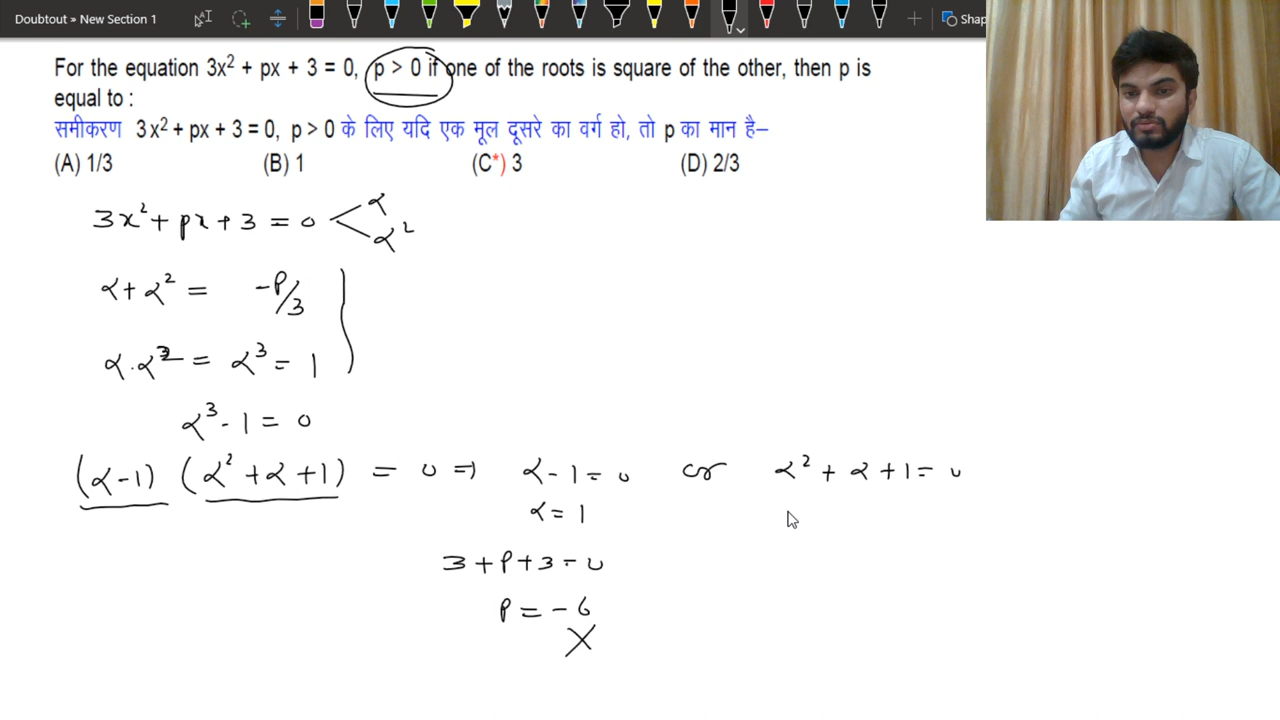 Doubtout » New Section 1
Shap
For the equation 3x² + px + 3 = 0, p > 0 if one of the roots is square of the other, then p is
equal to :
समीकरण 3x² + px + 3 = 0, p > 0 के लिए यदि एक मूल दूसरे का वर्ग हो, तो p का मान है–
(A) 1/3 (B) 1 (C*) 3 (D) 2/3
3x² + px + 3 = 0 < α
α²
α + α² = -P/3
α . α² = α³ = 1
α³ - 1 = 0
(α-1) (α² + α + 1) = 0 ⇒ α - 1 = 0 or α² + α + 1 = 0
α = 1
3 + P + 3 = 0
P = - 6
X